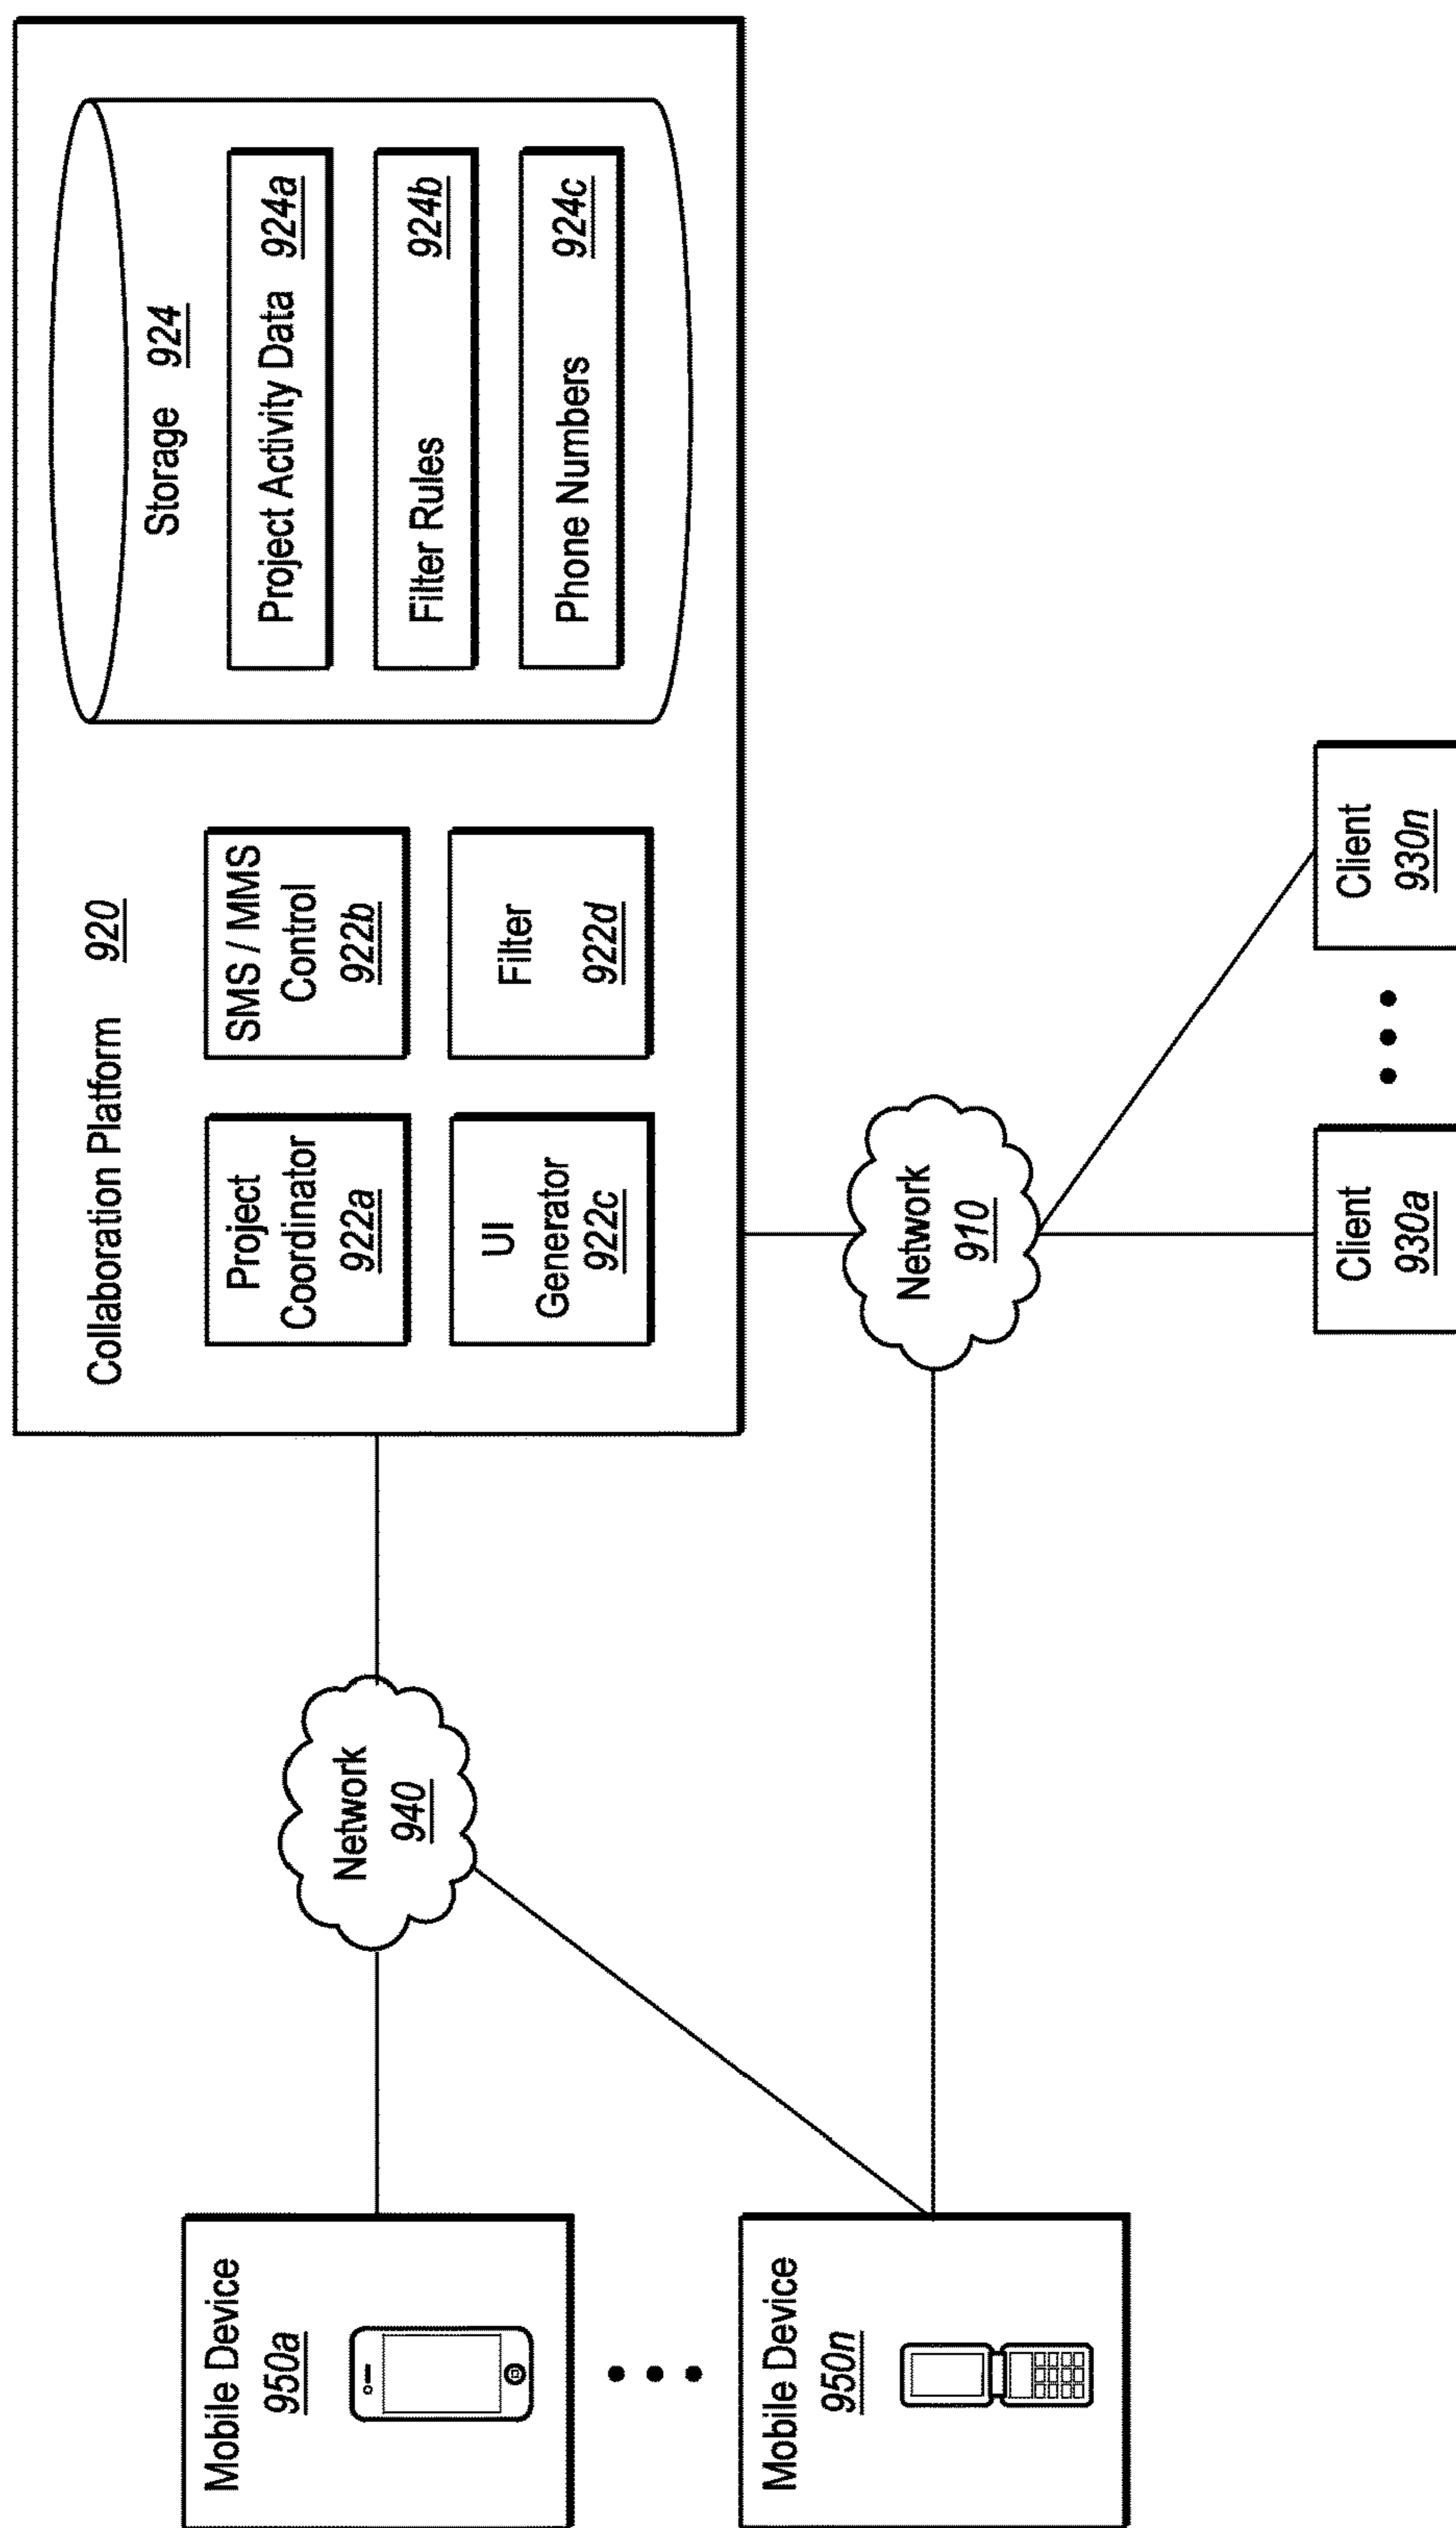 Collaboration Platform 920
Project
Coordinator
922a
SMS / MMS
Control
922b
UI
Generator
922c
Filter
922d
Storage 924
Project Activity Data 924a
Filter Rules 924b
Phone Numbers 924c
Network
940
Mobile Device
950a
Mobile Device
950n
Network
910
Client
930a
Client
930n